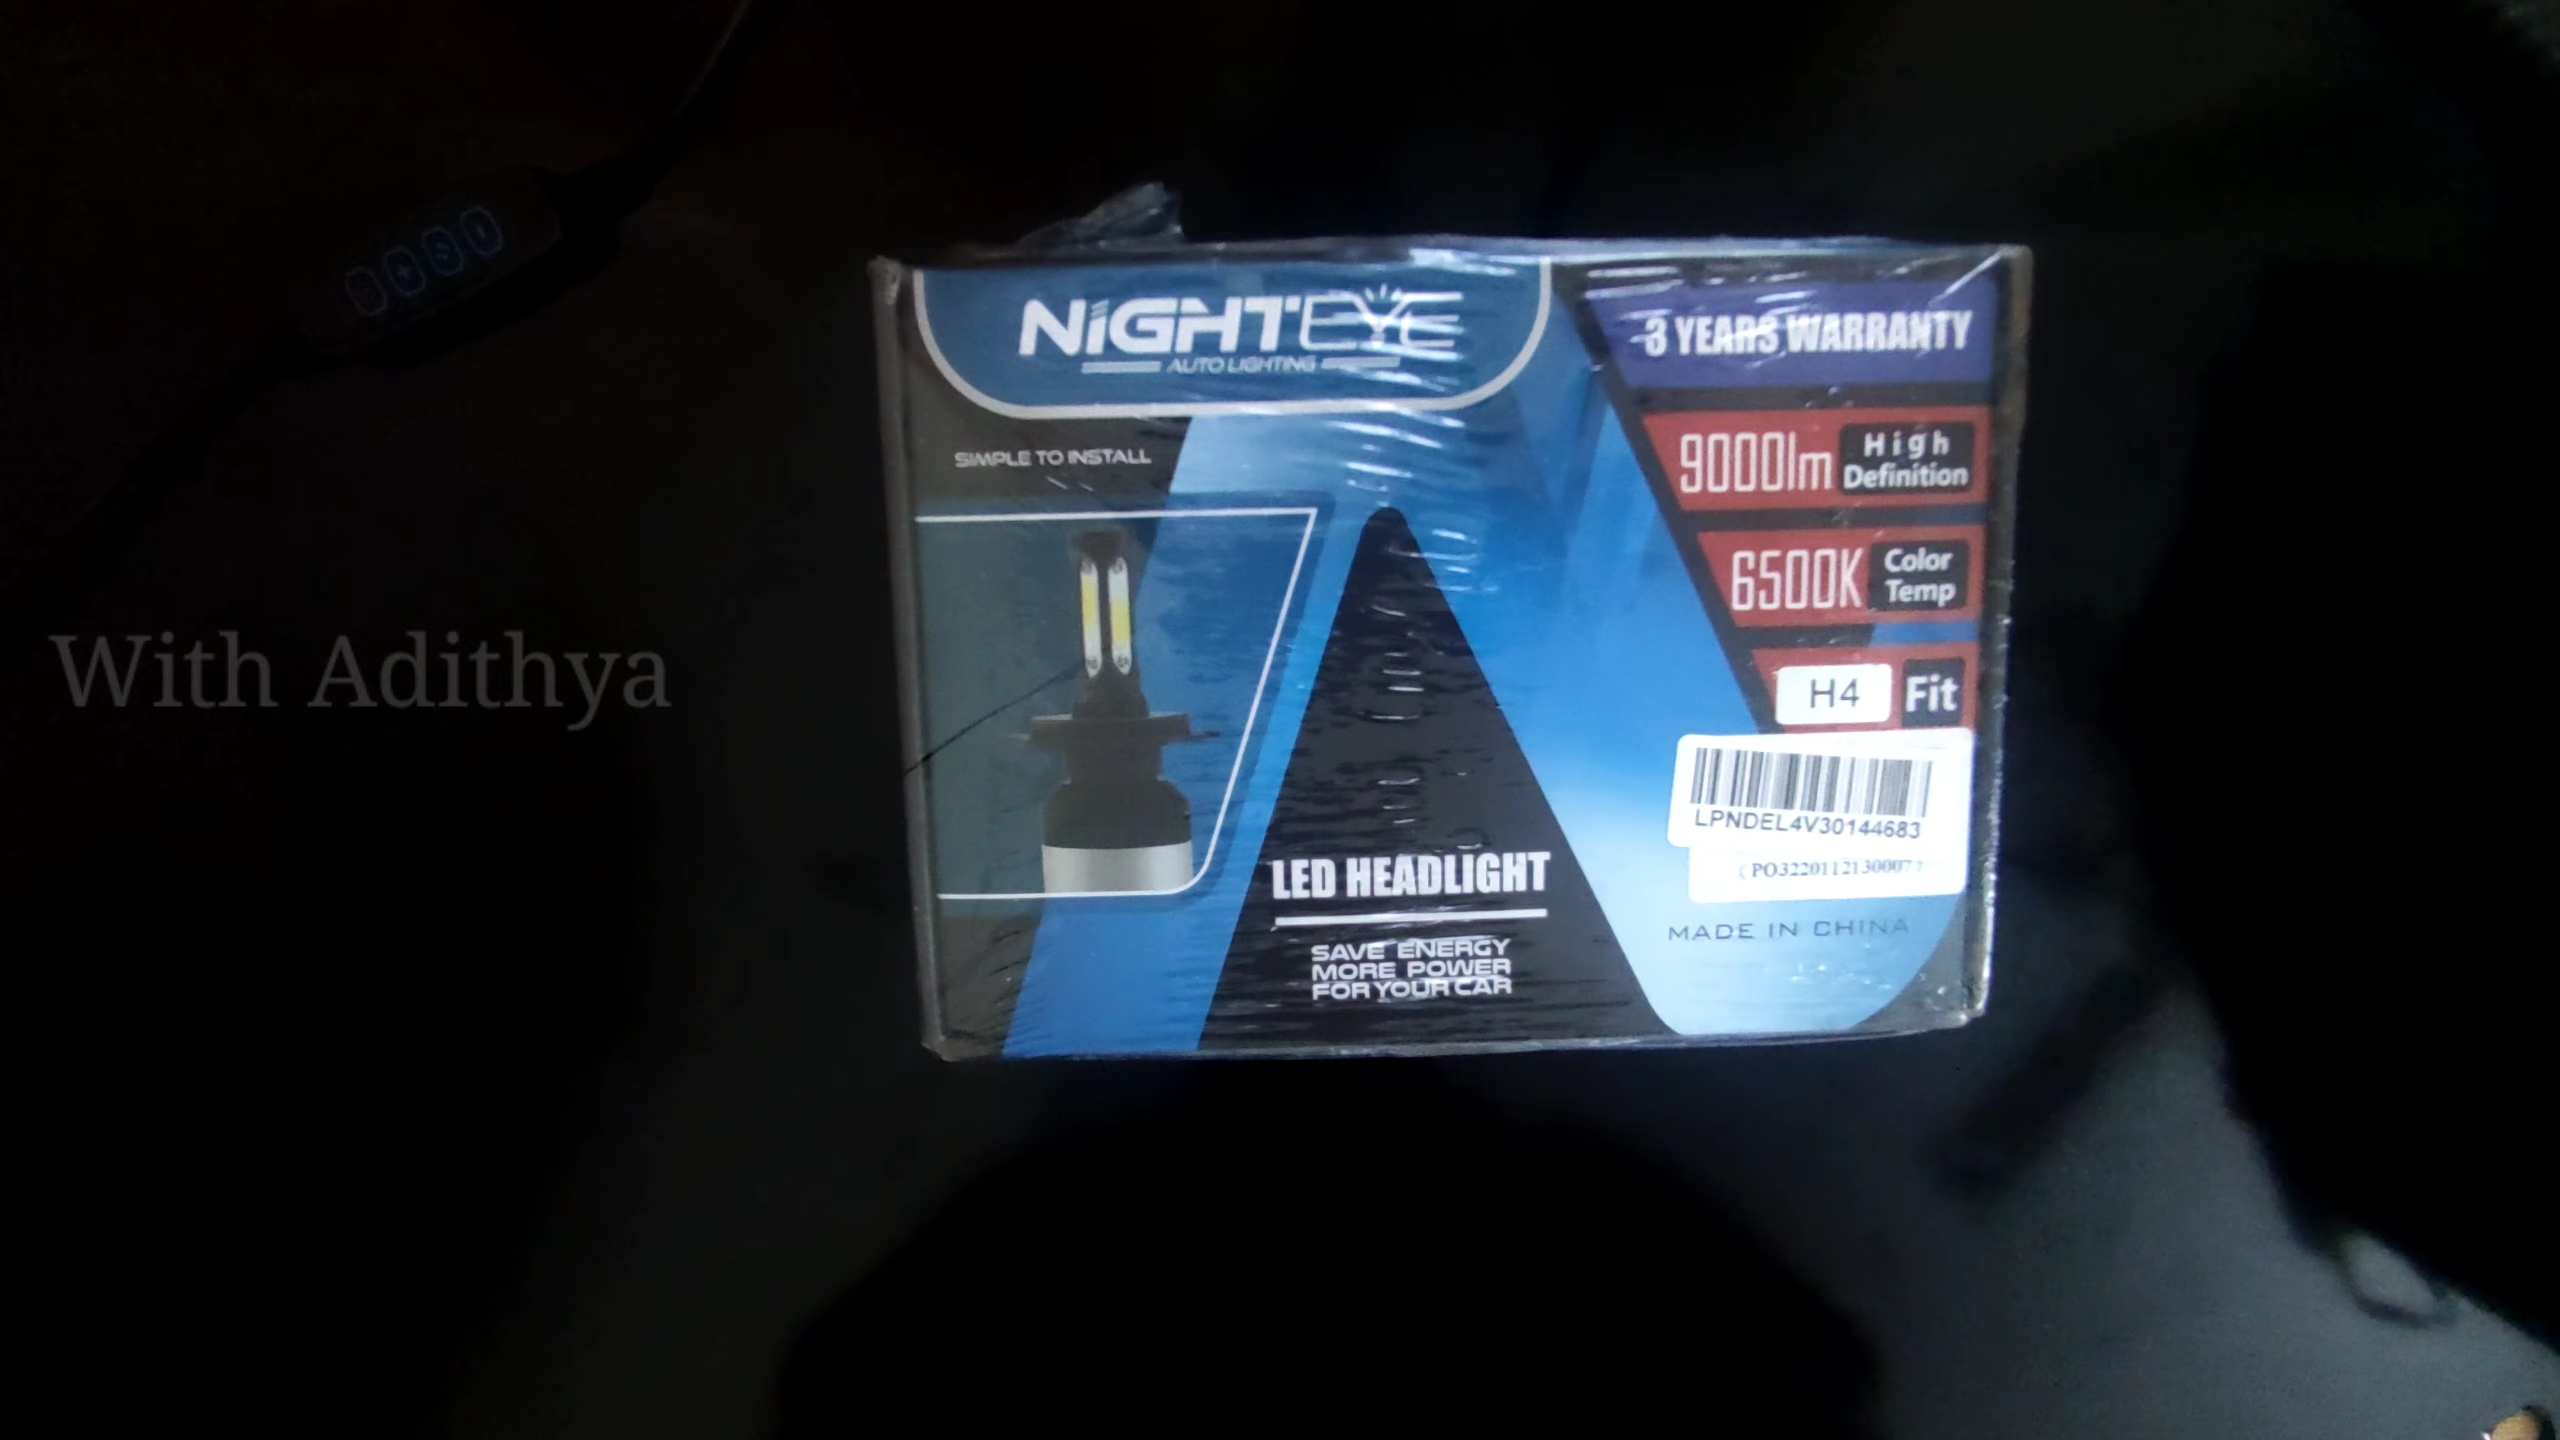 NiGHTEYE
AUTO LIGHTING
3 YEARS WARRANTY
SIMPLE TO INSTALL
9000lm High Definition
6500K Color Temp
H4 Fit
LPNDEL4V30144683
With Adithya
LED HEADLIGHT
MADE IN CHINA
SAVE ENERGY
MORE POWER
FOR YOUR CAR